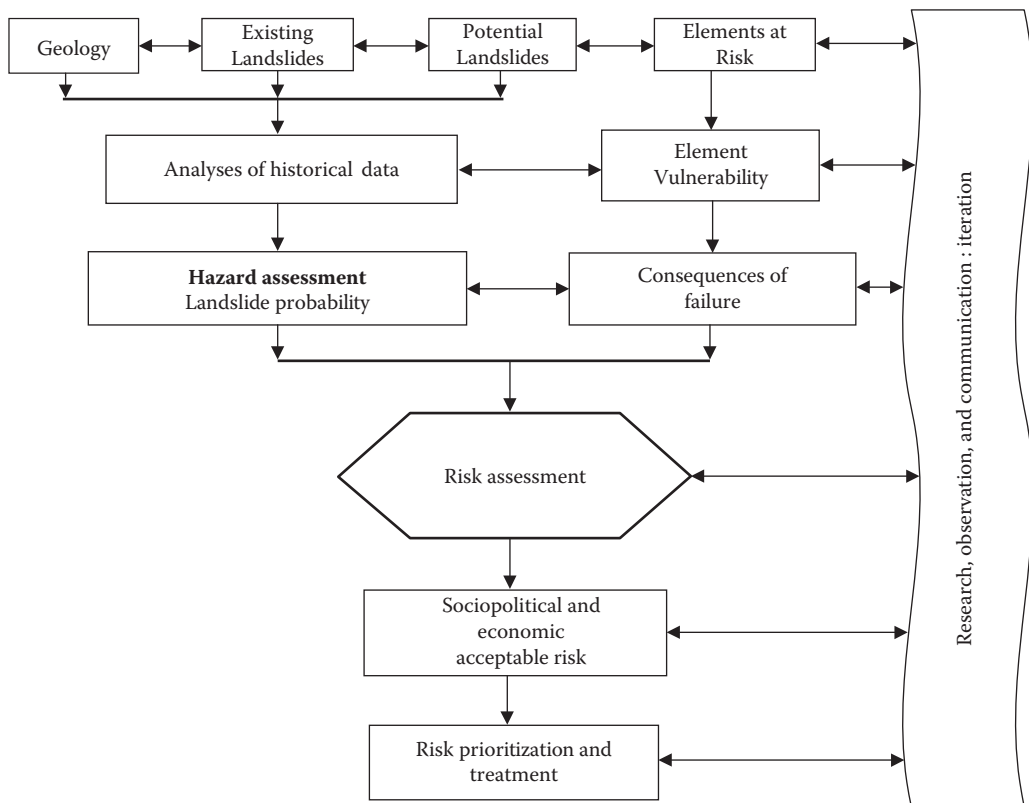 Geology
Existing
Landslides
Potential
Landslides
Elements at
Risk
Analyses of historical data
Element
Vulnerability
Hazard assessment
Landslide probability
Consequences of
failure
Risk assessment
Sociopolitical and
economic
acceptable risk
Risk prioritization and
treatment
Research, observation, and communication : iteration